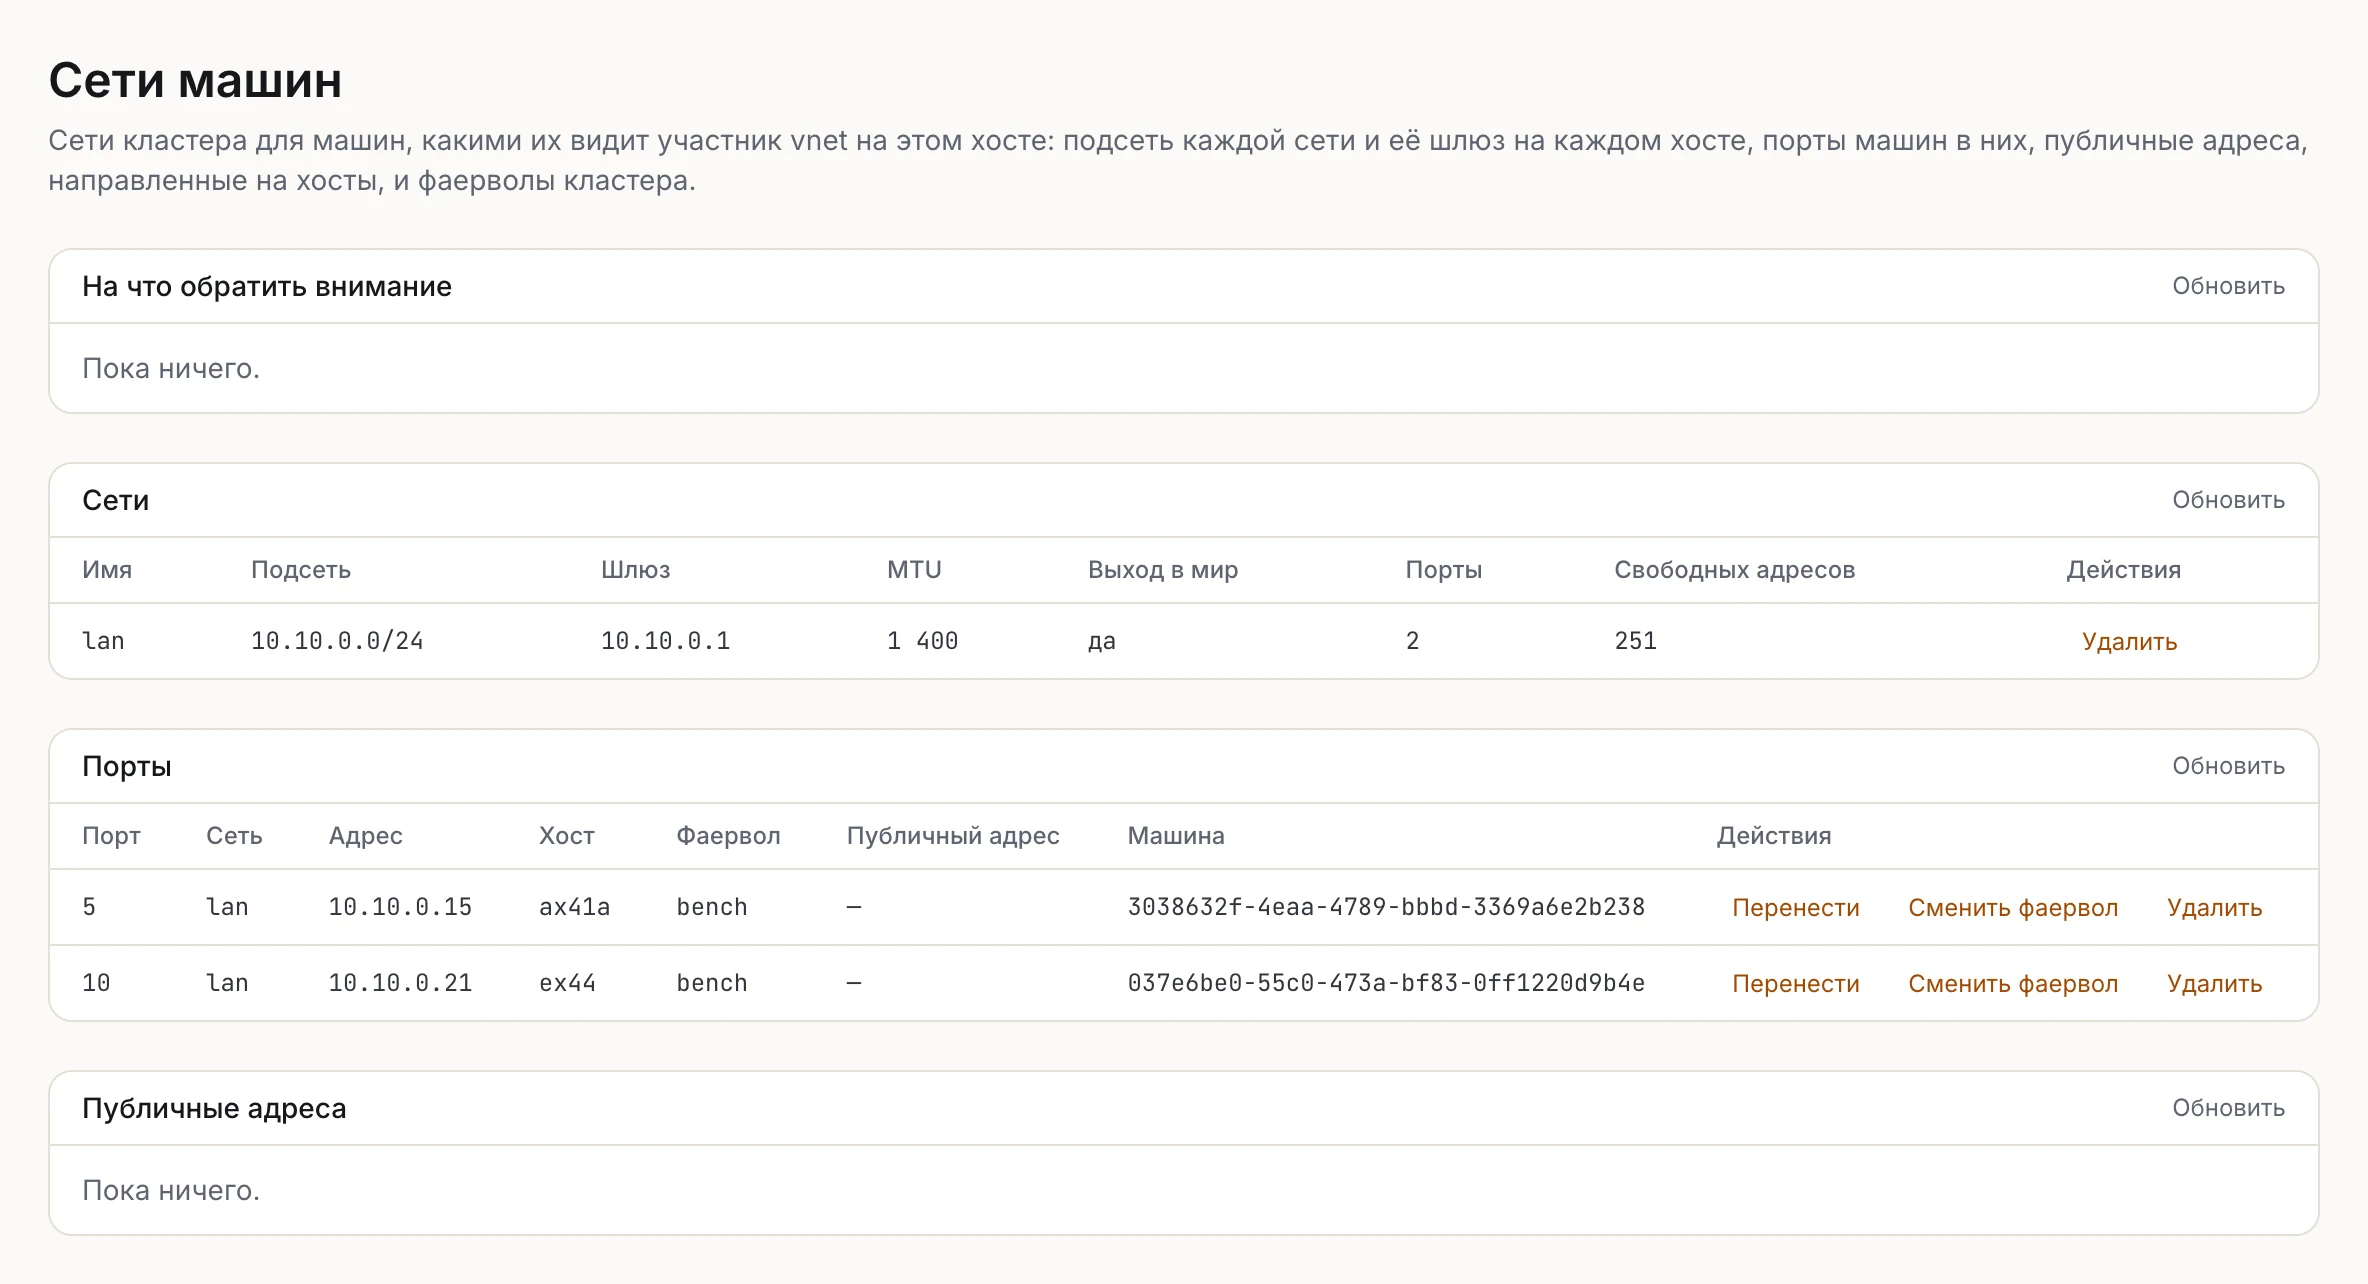 Сети машин
Сети кластера для машин, какими их видит участник vnet на этом хосте: подсеть каждой сети и её шлюз на каждом хосте, порты машин в них, публичные адреса,
направленные на хосты, и фаерволы кластера.
На что обратить внимание Обновить
Пока ничего.
Сети Обновить
Имя Подсеть Шлюз MTU Выход в мир Порты Свободных адресов Действия
lan 10.10.0.0/24 10.10.0.1 1 400 да 2 251 Удалить
Порты Обновить
Порт Сеть Адрес Хост Фаервол Публичный адрес Машина Действия
5 lan 10.10.0.15 ax41a bench — 3038632f-4eaa-4789-bbbd-3369a6e2b238 Перенести Сменить фаервол Удалить
10 lan 10.10.0.21 ex44 bench — 037e6be0-55c0-473a-bf83-0ff1220d9b4e Перенести Сменить фаервол Удалить
Публичные адреса Обновить
Пока ничего.